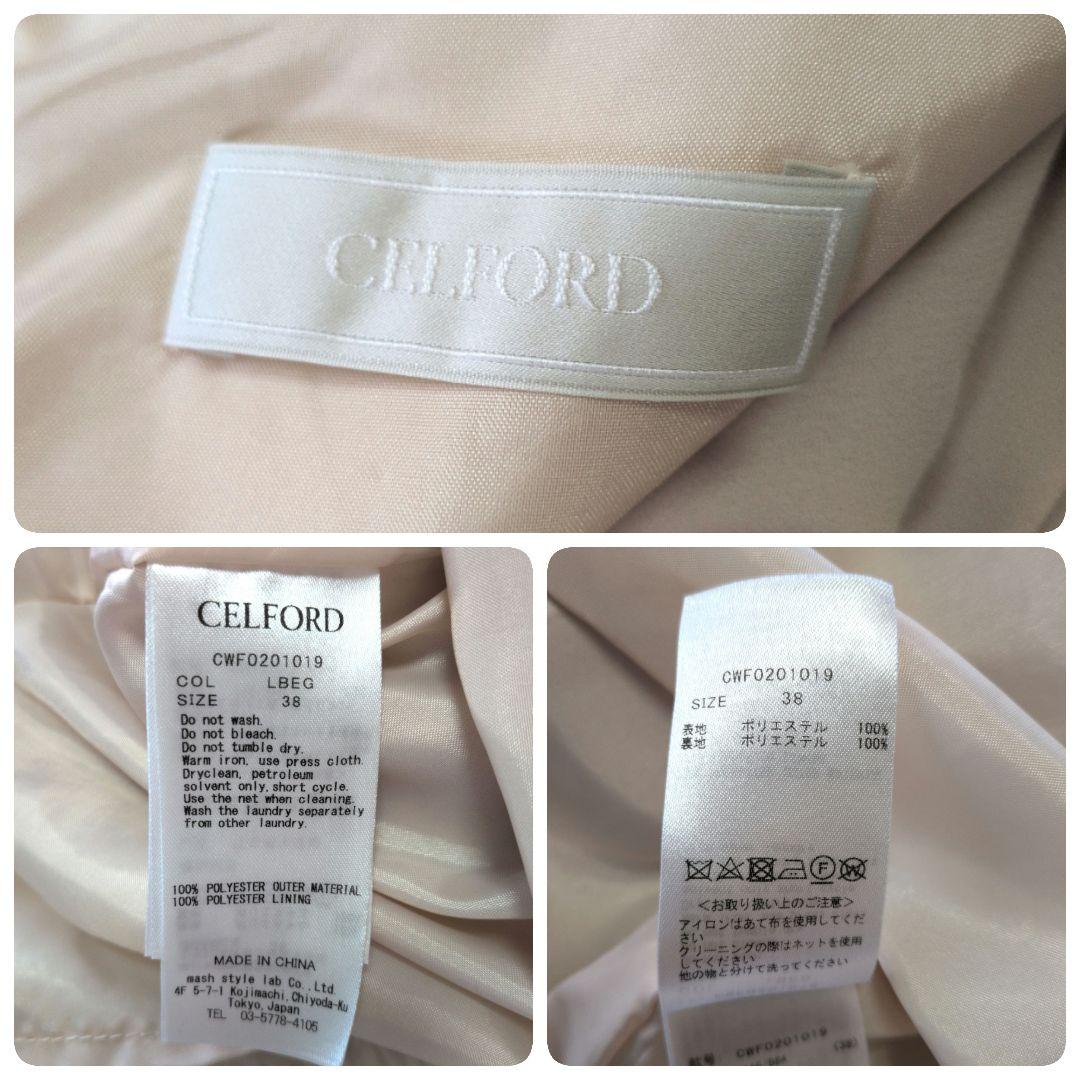 CELFORD
CELFORD
CWF0201019
COL LBEG
SIZE 38
Do not wash.
Do not bleach.
Do not tumble dry.
Warm iron, use press cloth.
Dryclean, petroleum
solvent only,short cycle.
Use the net when cleaning.
Wash the laundry separately
from other laundry.
100% POLYESTER OUTER MATERIAL
100% POLYESTER LINING
MADE IN CHINA
mash style lab Co.,Ltd.
4F 5-7-1 Kojimachi,Chiyoda-Ku
Tokyo,Japan
TEL 03-5778-4105
CWF0201019
SIZE 38
表地 ポリエステル 100%
裏地 ポリエステル 100%
F W
<お取り扱い上のご注意>
アイロンはあて布を使用してくだ
さい
クリーニングの際はネットを使用
してください
他の物と分けて洗ってください
款号: CWF0201019 (38)